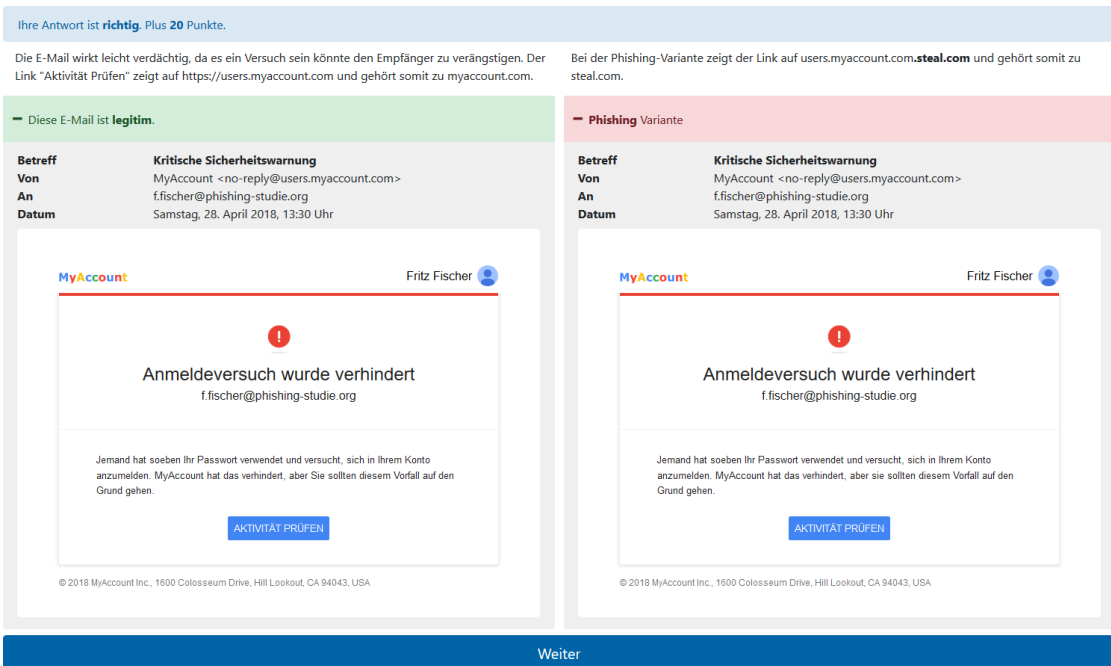 Ihre Antwort ist richtig. Plus 20 Punkte.
Die E-Mail wirkt leicht verdächtig, da es ein Versuch sein könnte den Empfänger zu verängstigen. Der
Link "Aktivität Prüfen" zeigt auf https://users.myaccount.com und gehört somit zu myaccount.com.
Bei der Phishing-Variante zeigt der Link auf users.myaccount.com.steal.com und gehört somit zu
steal.com.
Diese E-Mail ist legitim.
Betreff Kritische Sicherheitswarnung
Von MyAccount <no-reply@users.myaccount.com>
An f.fischer@phishing-studie.org
Datum Samstag, 28. April 2018, 13:30 Uhr
MyAccount Fritz Fischer
!
Anmeldeversuch wurde verhindert
f.fischer@phishing-studie.org
Jemand hat soeben Ihr Passwort verwendet und versucht, sich in Ihrem Konto
anzumelden. MyAccount hat das verhindert, aber Sie sollten diesem Vorfall auf den
Grund gehen.
AKTIVITÄT PRÜFEN
© 2018 MyAccount Inc., 1600 Colosseum Drive, Hill Lookout, CA 94043, USA
Phishing Variante
Betreff Kritische Sicherheitswarnung
Von MyAccount <no-reply@users.myaccount.com>
An f.fischer@phishing-studie.org
Datum Samstag, 28. April 2018, 13:30 Uhr
MyAccount Fritz Fischer
!
Anmeldeversuch wurde verhindert
f.fischer@phishing-studie.org
Jemand hat soeben Ihr Passwort verwendet und versucht, sich in Ihrem Konto
anzumelden. MyAccount hat das verhindert, aber sie sollten diesem Vorfall auf den
Grund gehen.
AKTIVITÄT PRÜFEN
© 2018 MyAccount Inc., 1600 Colosseum Drive, Hill Lookout, CA 94043, USA
Weiter